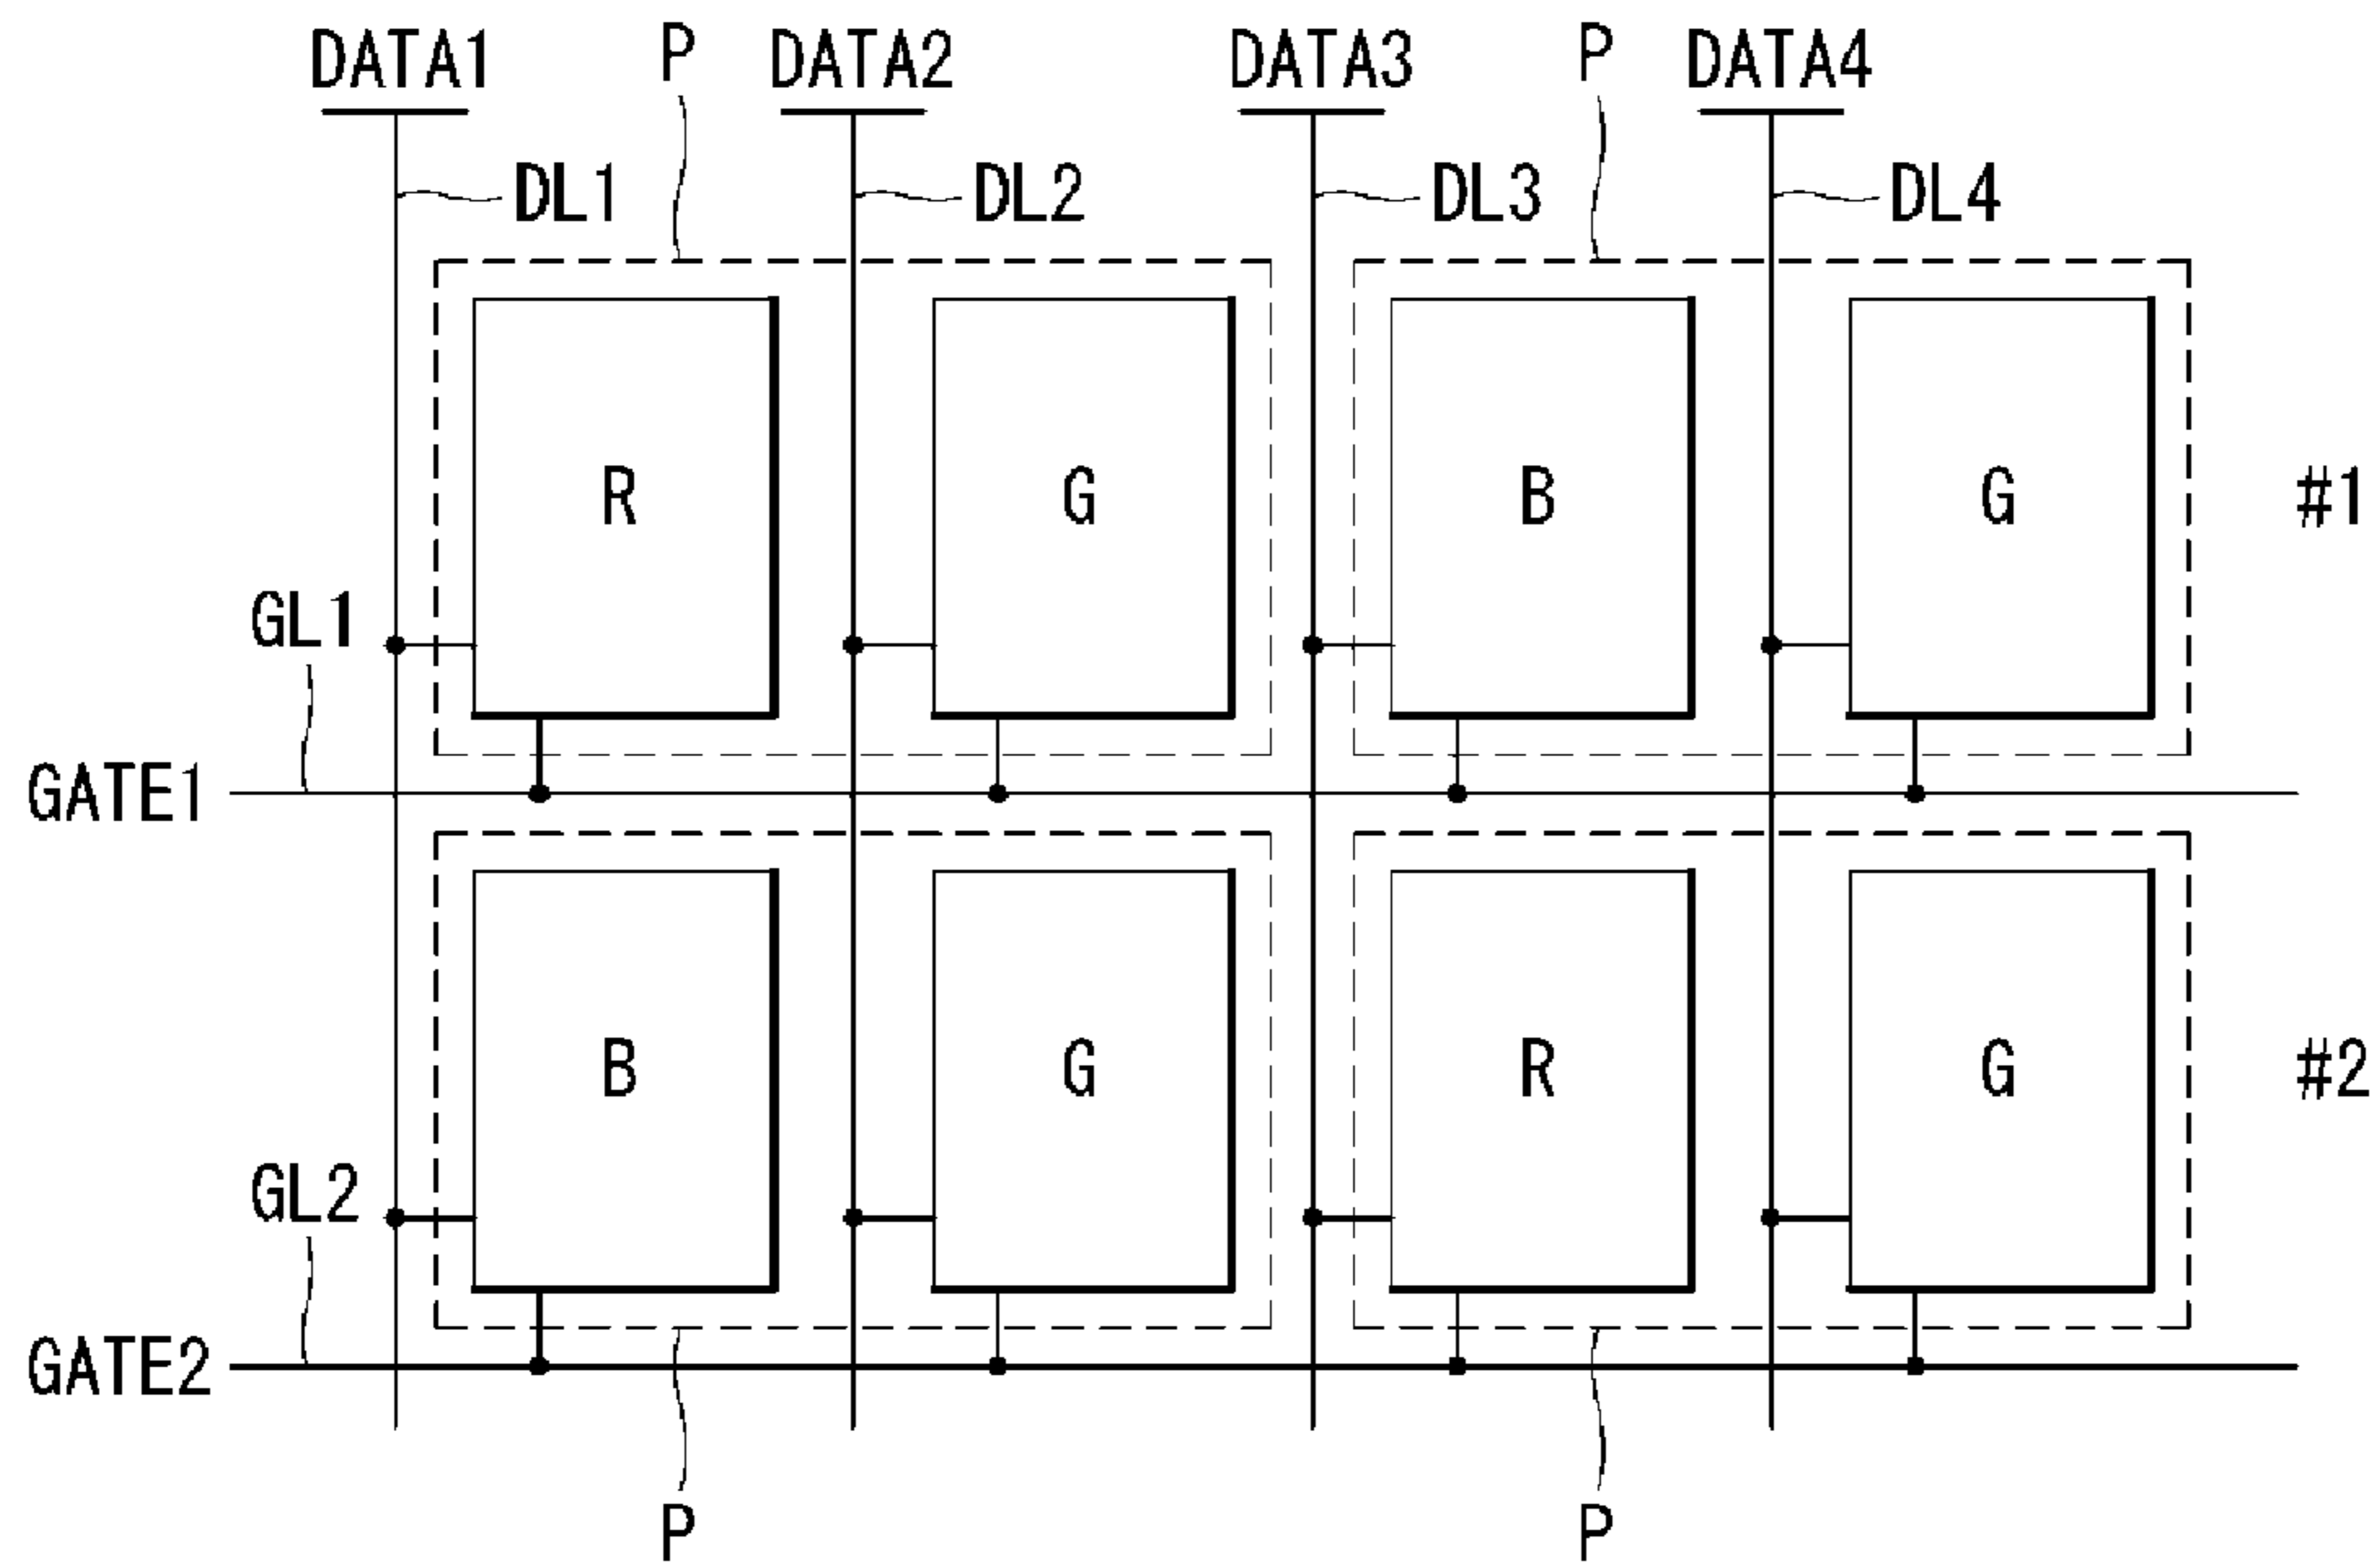 DATA1 P DATA2 DATA3 P DATA4
DL1 DL2 DL3 DL4
R G B G #1
GL1
GATE1
B G R G #2
GL2
GATE2
P P